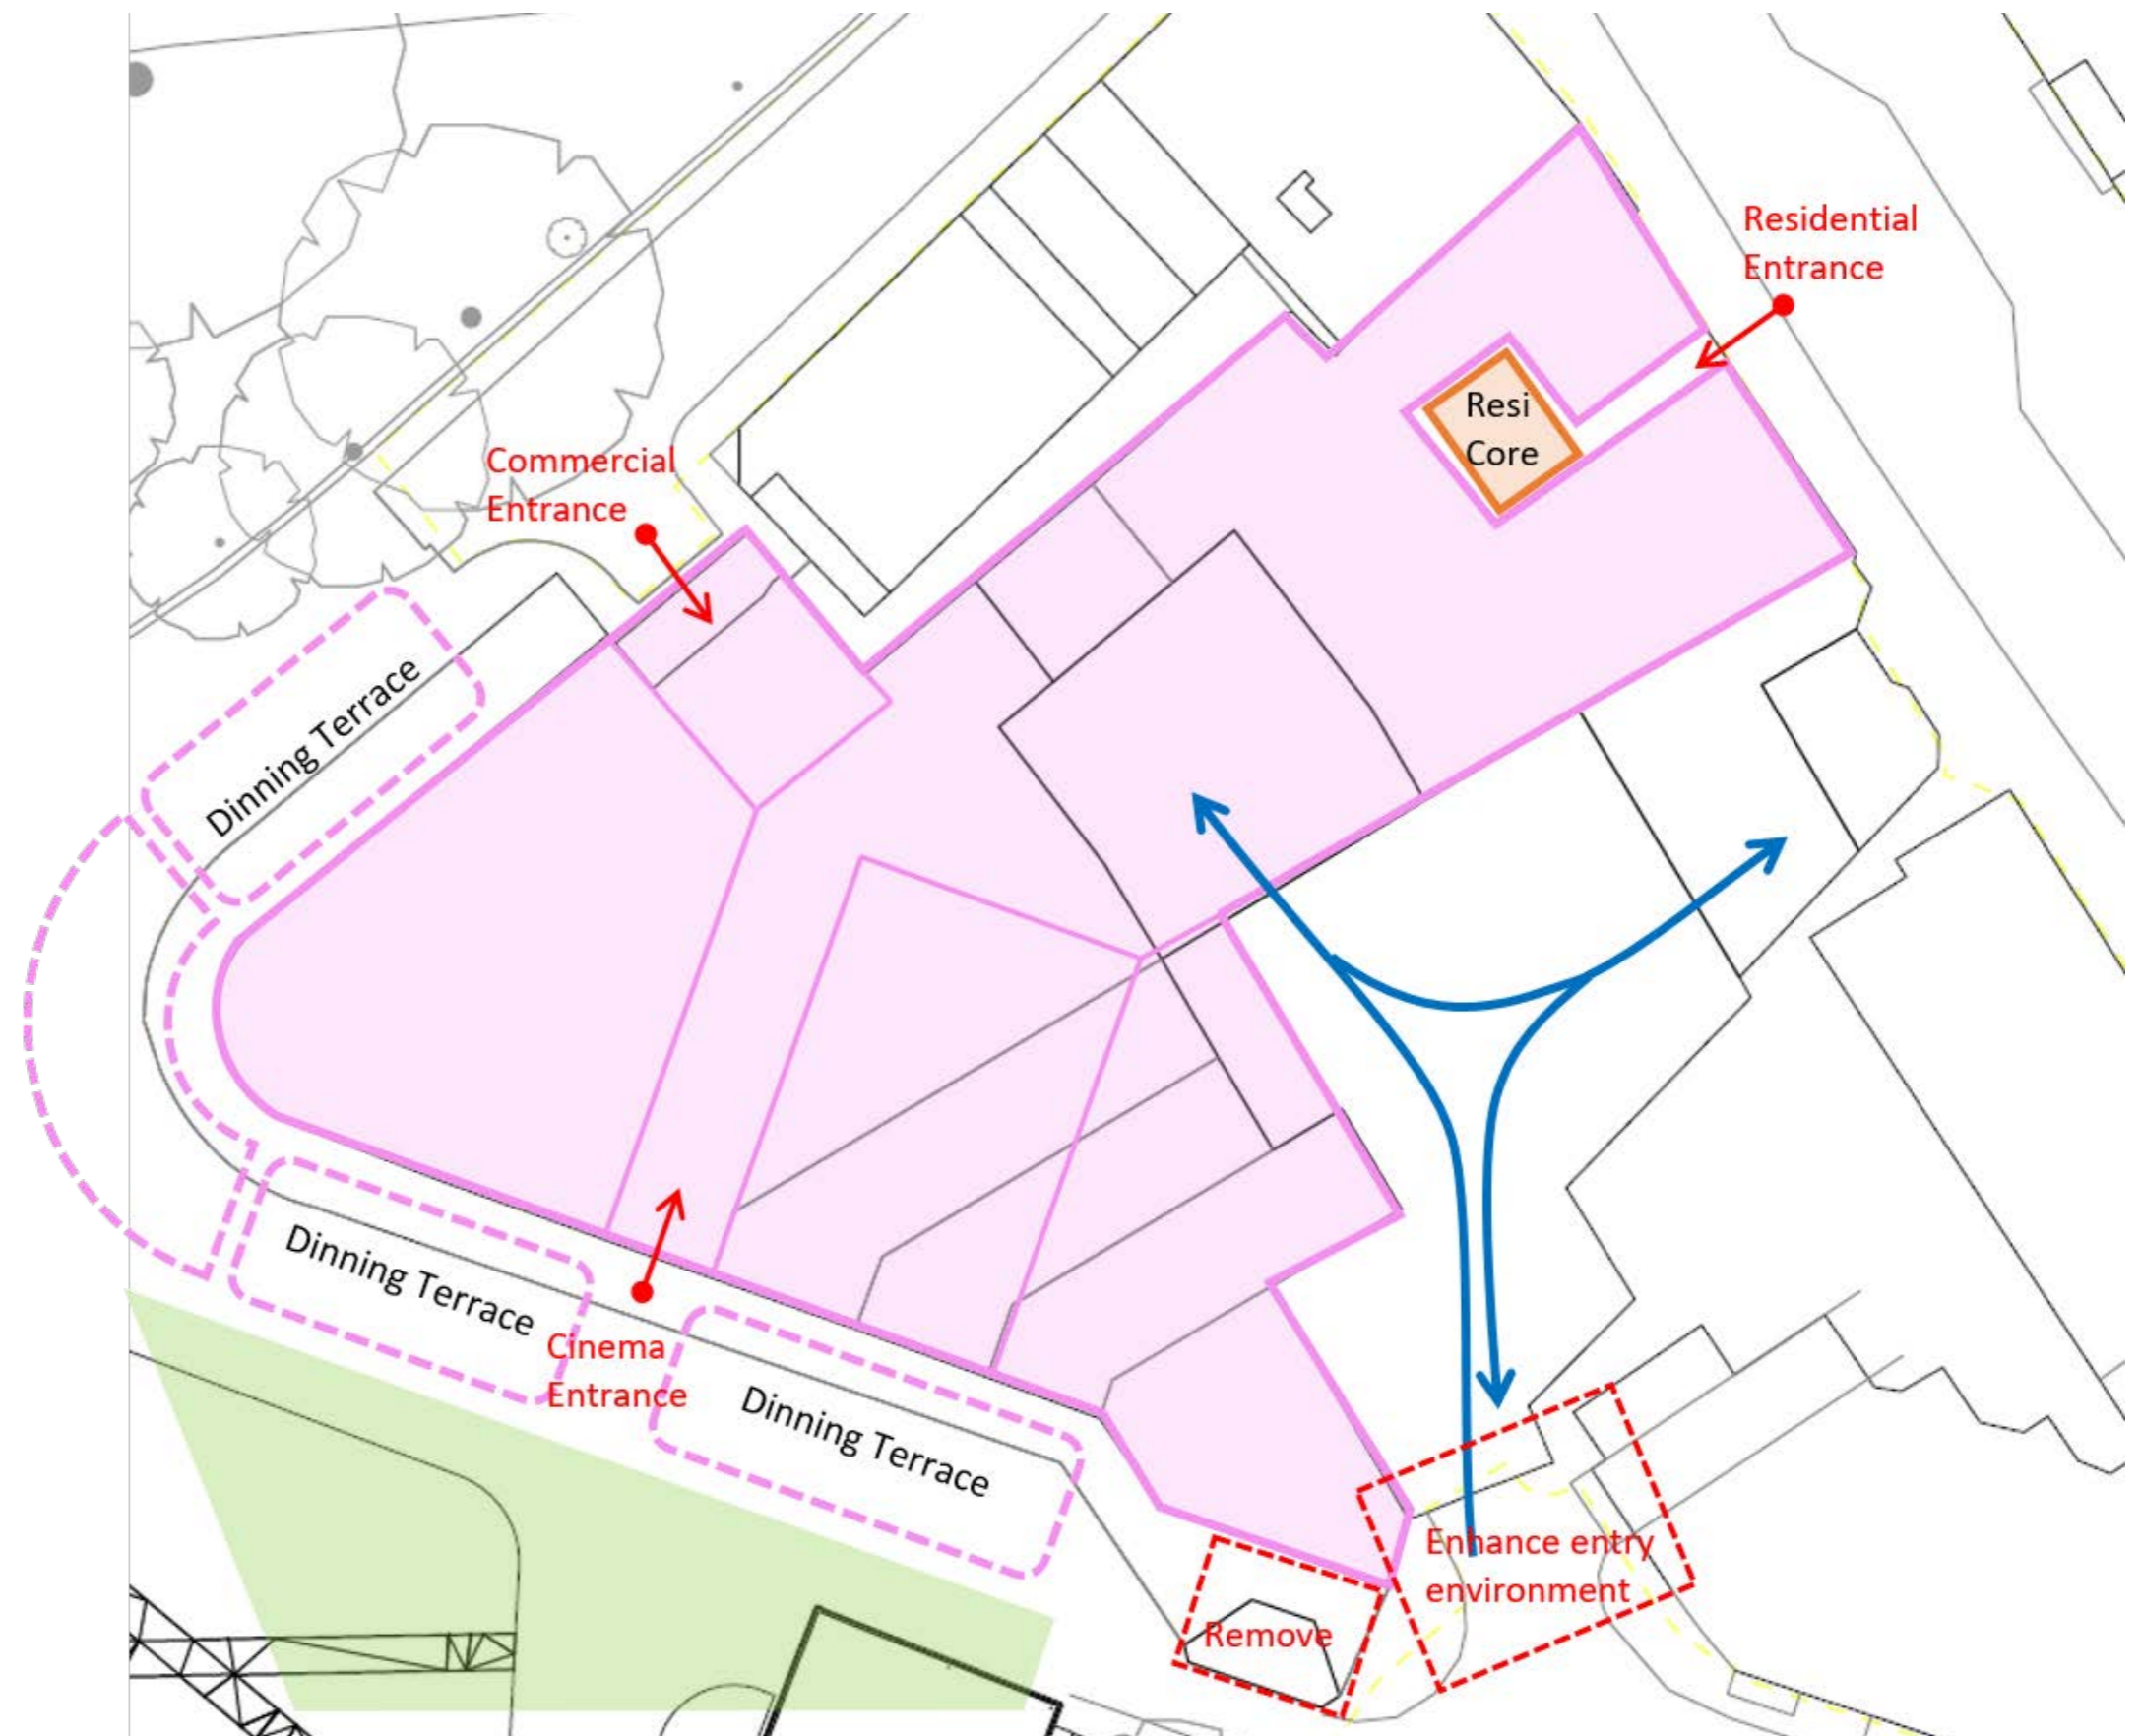 Residential
Entrance
Resi
Core
Commercial
Entrance
Dinning Terrace
Dinning Terrace
Cinema
Entrance
Dinning Terrace
Enhance entry
environment
Remove